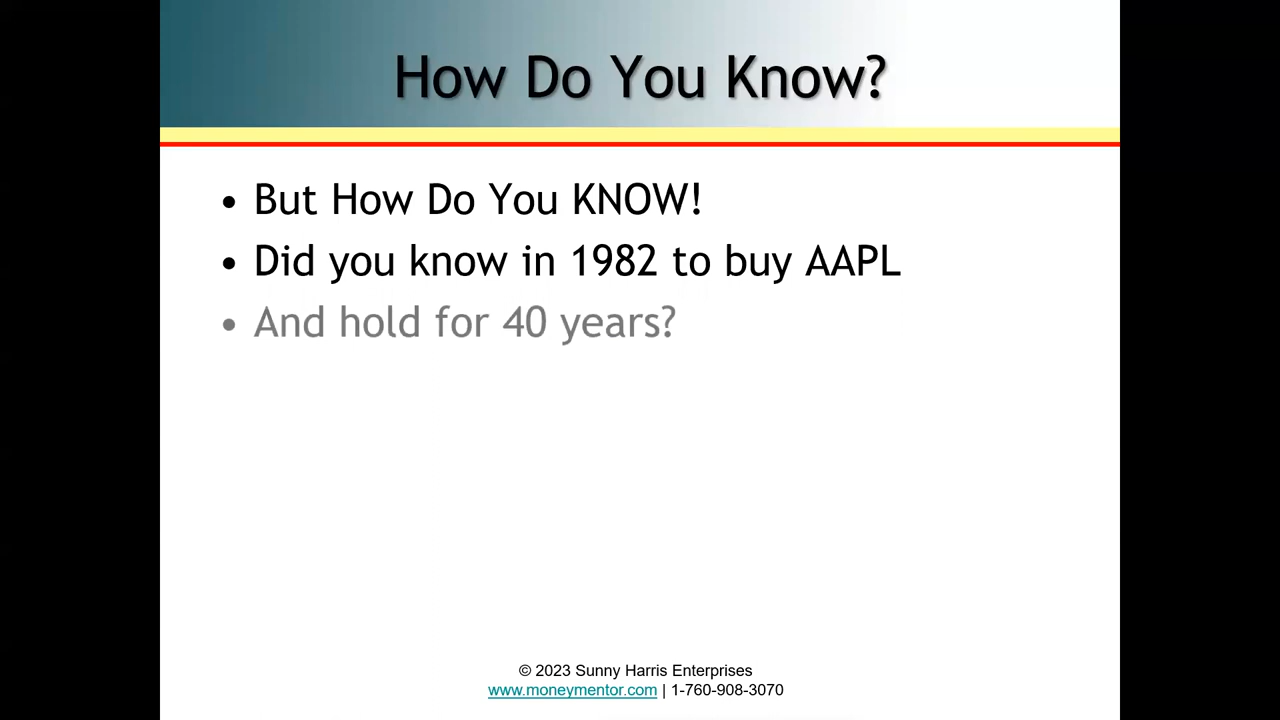 How Do You Know?
• But How Do You KNOW!
• Did you know in 1982 to buy AAPL
• And hold for 40 years?
© 2023 Sunny Harris Enterprises
www.moneymentor.com | 1-760-908-3070